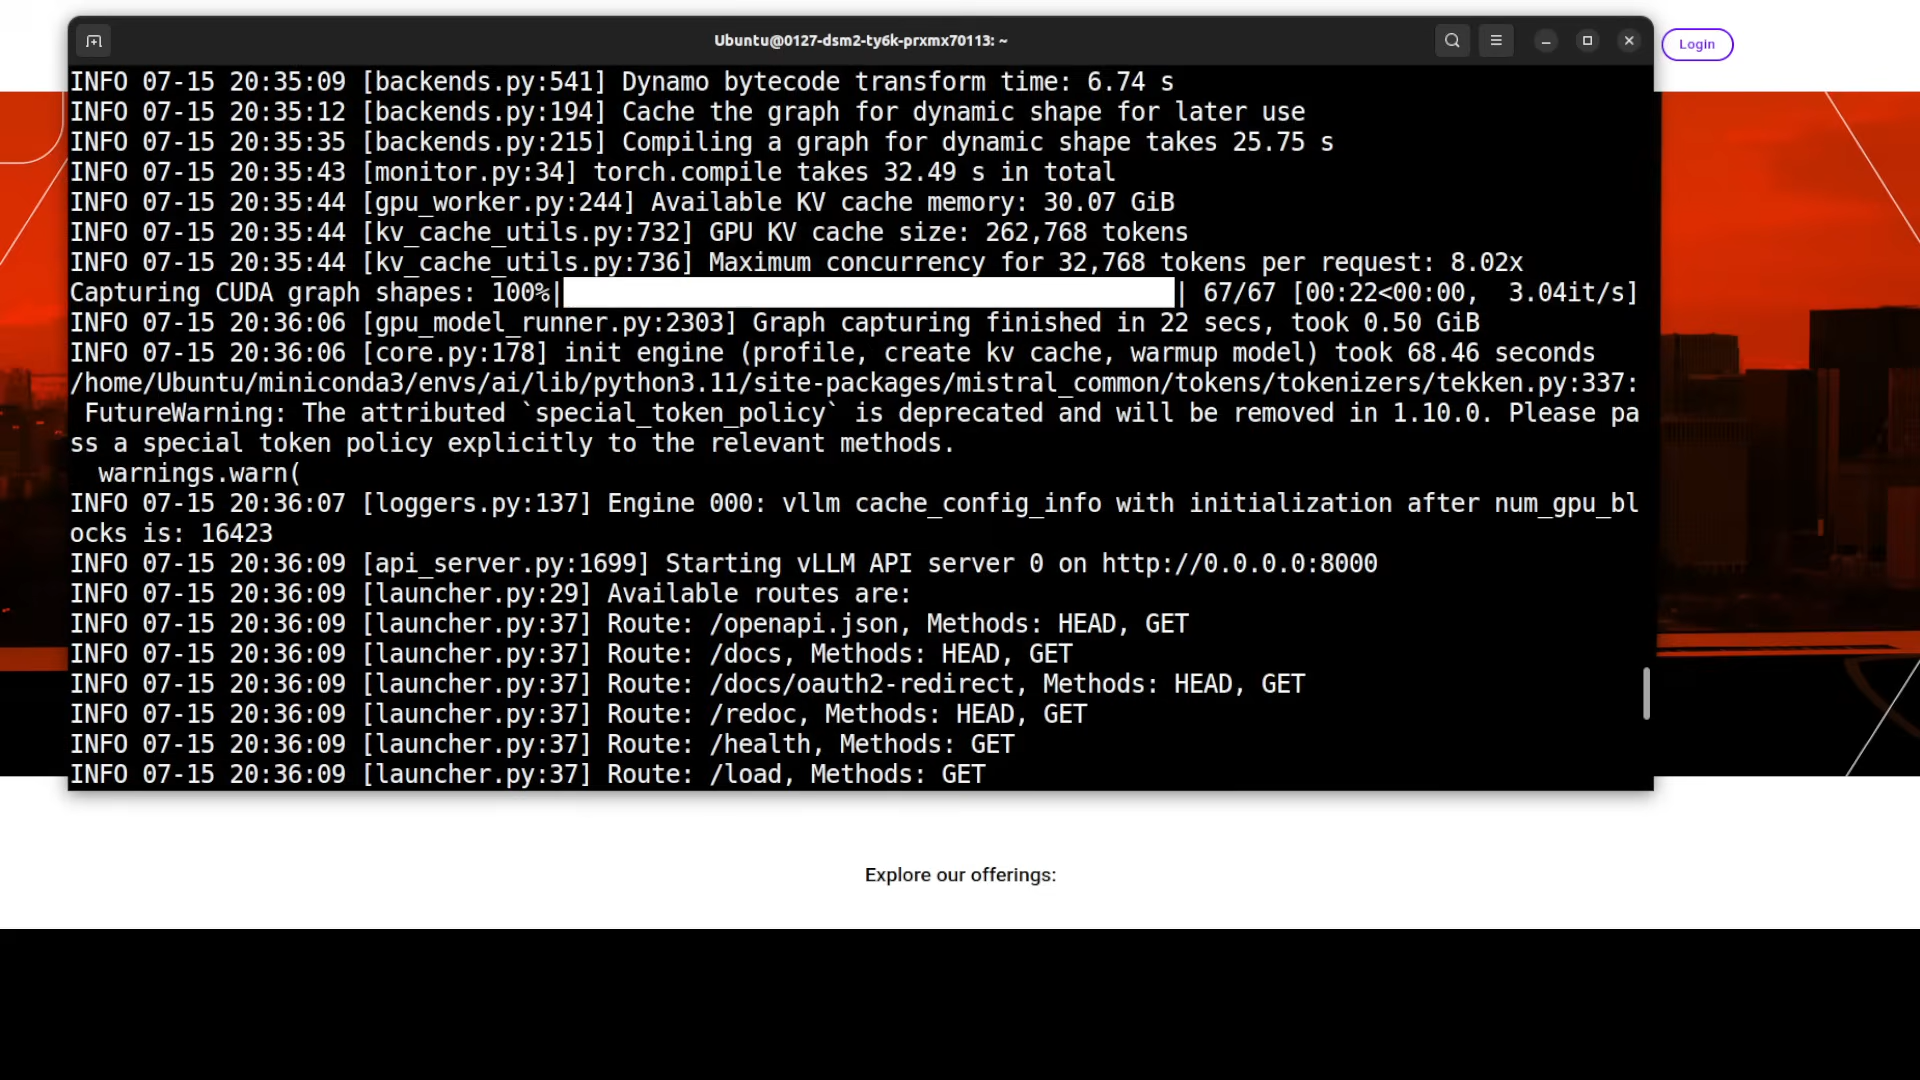 Ubuntu@0127-dsm2-ty6k-prxmx70113: ~
Login
INFO 07-15 20:35:09 [backends.py:541] Dynamo bytecode transform time: 6.74 s
INFO 07-15 20:35:12 [backends.py:194] Cache the graph for dynamic shape for later use
INFO 07-15 20:35:35 [backends.py:215] Compiling a graph for dynamic shape takes 25.75 s
INFO 07-15 20:35:43 [monitor.py:34] torch.compile takes 32.49 s in total
INFO 07-15 20:35:44 [gpu_worker.py:244] Available KV cache memory: 30.07 GiB
INFO 07-15 20:35:44 [kv_cache_utils.py:732] GPU KV cache size: 262,768 tokens
INFO 07-15 20:35:44 [kv_cache_utils.py:736] Maximum concurrency for 32,768 tokens per request: 8.02x
Capturing CUDA graph shapes: 100%|██████████| 67/67 [00:22<00:00,  3.04it/s]
INFO 07-15 20:36:06 [gpu_model_runner.py:2303] Graph capturing finished in 22 secs, took 0.50 GiB
INFO 07-15 20:36:06 [core.py:178] init engine (profile, create kv cache, warmup model) took 68.46 seconds
/home/Ubuntu/miniconda3/envs/ai/lib/python3.11/site-packages/mistral_common/tokens/tokenizers/tekken.py:337:
 FutureWarning: The attributed `special_token_policy` is deprecated and will be removed in 1.10.0. Please pa
ss a special token policy explicitly to the relevant methods.
  warnings.warn(
INFO 07-15 20:36:07 [loggers.py:137] Engine 000: vllm cache_config_info with initialization after num_gpu_bl
ocks is: 16423
INFO 07-15 20:36:09 [api_server.py:1699] Starting vLLM API server 0 on http://0.0.0.0:8000
INFO 07-15 20:36:09 [launcher.py:29] Available routes are:
INFO 07-15 20:36:09 [launcher.py:37] Route: /openapi.json, Methods: HEAD, GET
INFO 07-15 20:36:09 [launcher.py:37] Route: /docs, Methods: HEAD, GET
INFO 07-15 20:36:09 [launcher.py:37] Route: /docs/oauth2-redirect, Methods: HEAD, GET
INFO 07-15 20:36:09 [launcher.py:37] Route: /redoc, Methods: HEAD, GET
INFO 07-15 20:36:09 [launcher.py:37] Route: /health, Methods: GET
INFO 07-15 20:36:09 [launcher.py:37] Route: /load, Methods: GET
Explore our offerings: